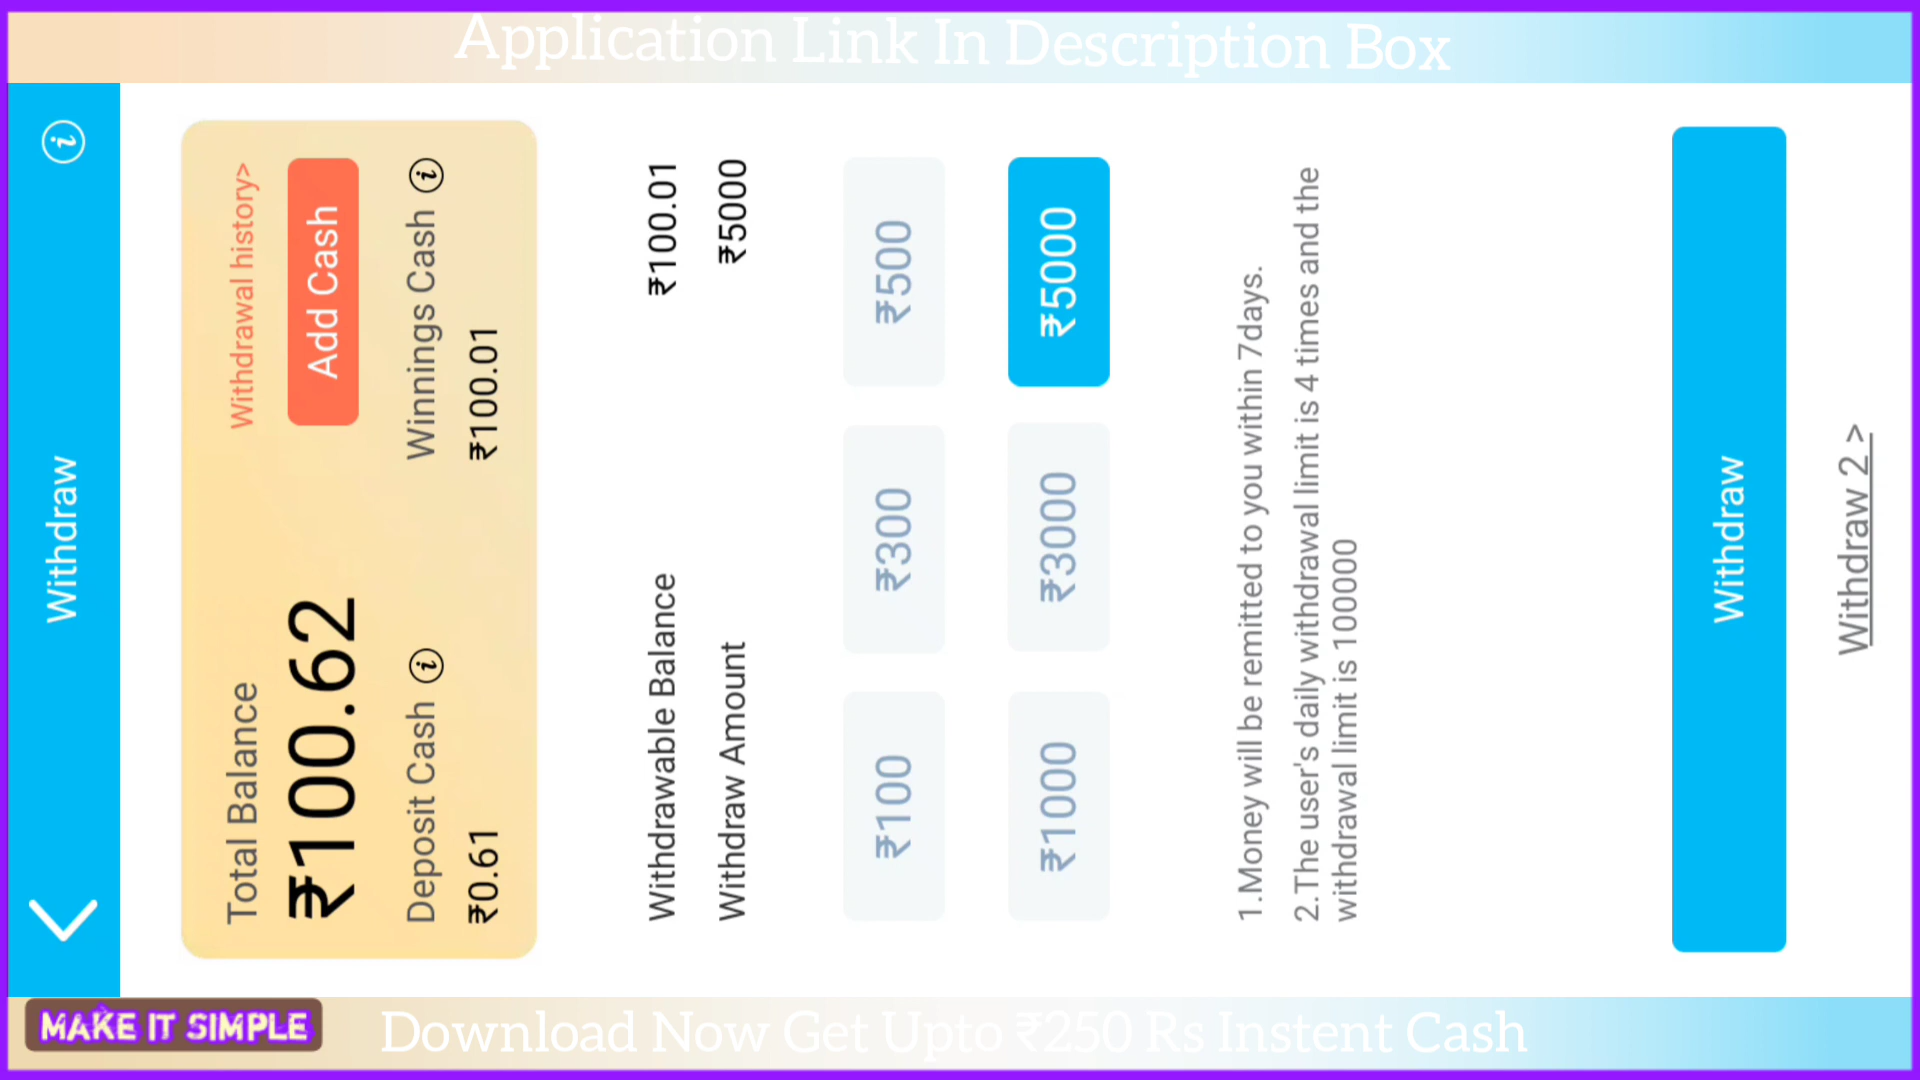 Application Link In Description Box
Withdraw
Total Balance
Withdrawal history>
₹100.62
Add Cash
Deposit Cash
Winnings Cash
₹0.61
₹100.01
Withdrawable Balance
₹100.01
Withdraw Amount
₹5000
₹100
₹300
₹500
₹1000
₹3000
₹5000
1.Money will be remitted to you within 7days.
2.The user's daily withdrawal limit is 4 times and the
withdrawal limit is 100000
Withdraw
Withdraw 2 >
MAKE IT SIMPLE
Download Now Get Upto ₹250 Rs Instent Cash